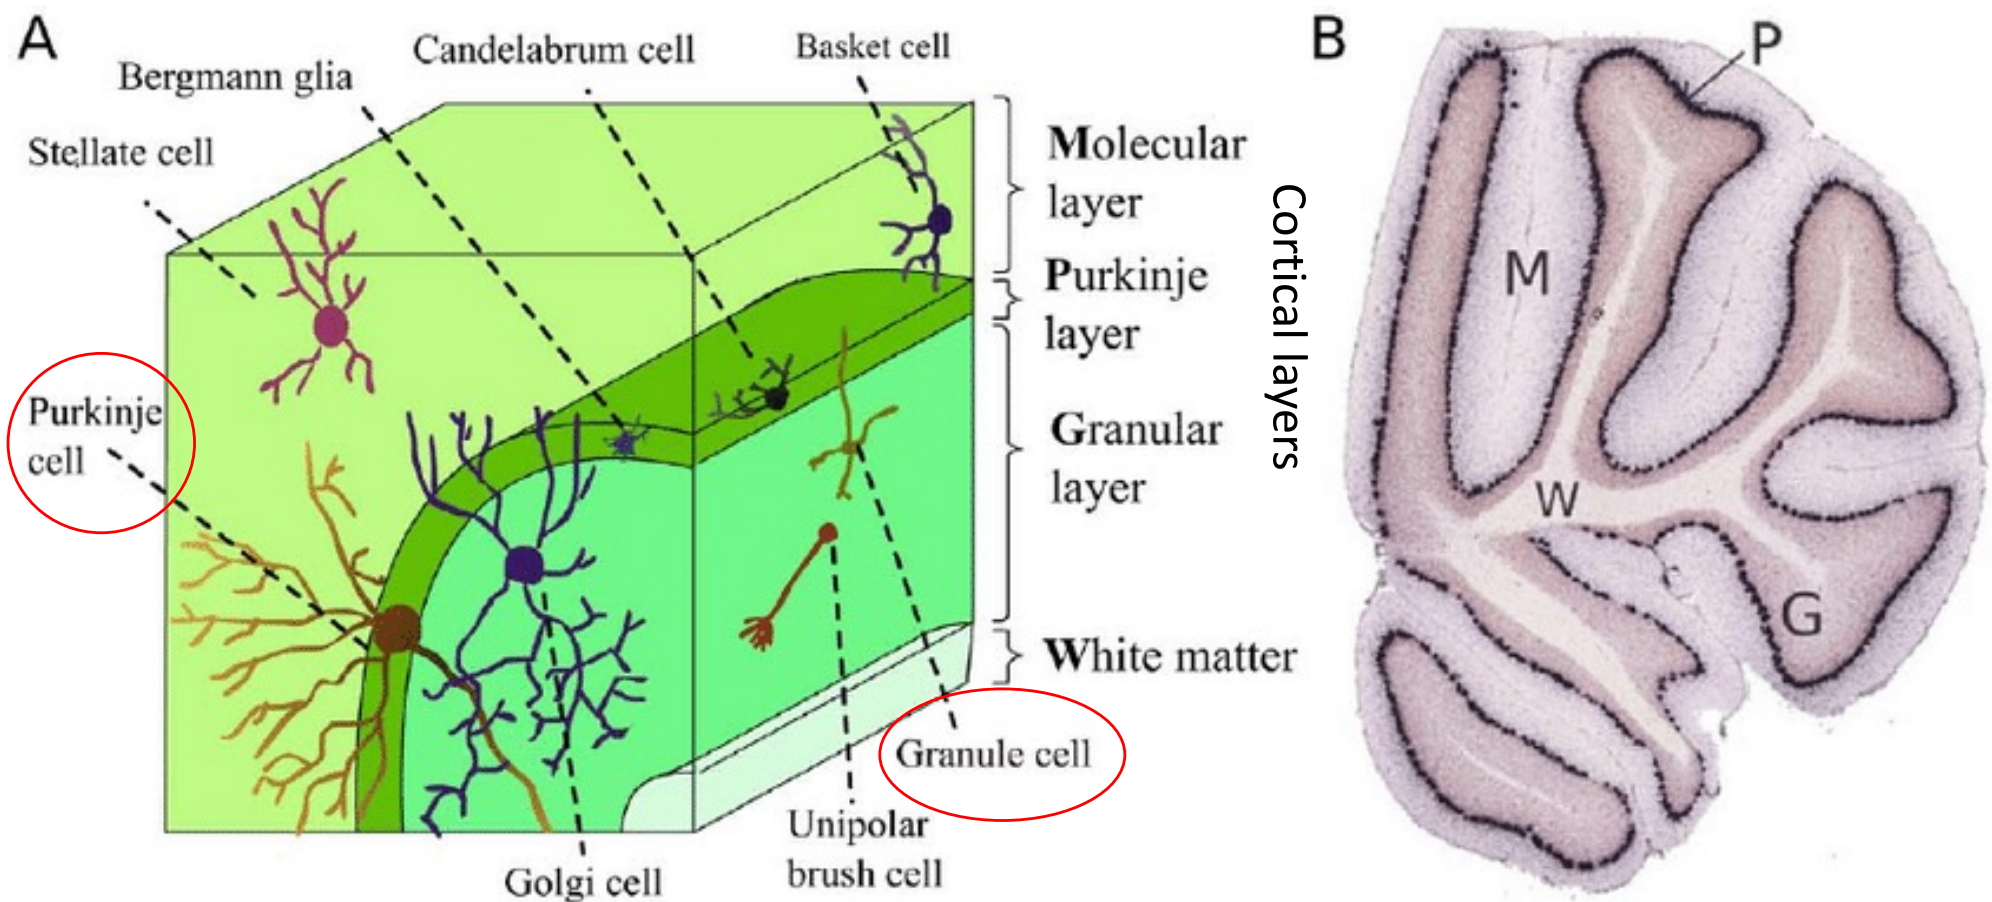 A
Bergmann glia
Candelabrum cell
Basket cell
Stellate cell
Purkinje
cell
Golgi cell
Unipolar
brush cell
Granule cell
Molecular
layer
Purkinje
layer
Granular
layer
White matter
Cortical layers
B
P
M
W
G